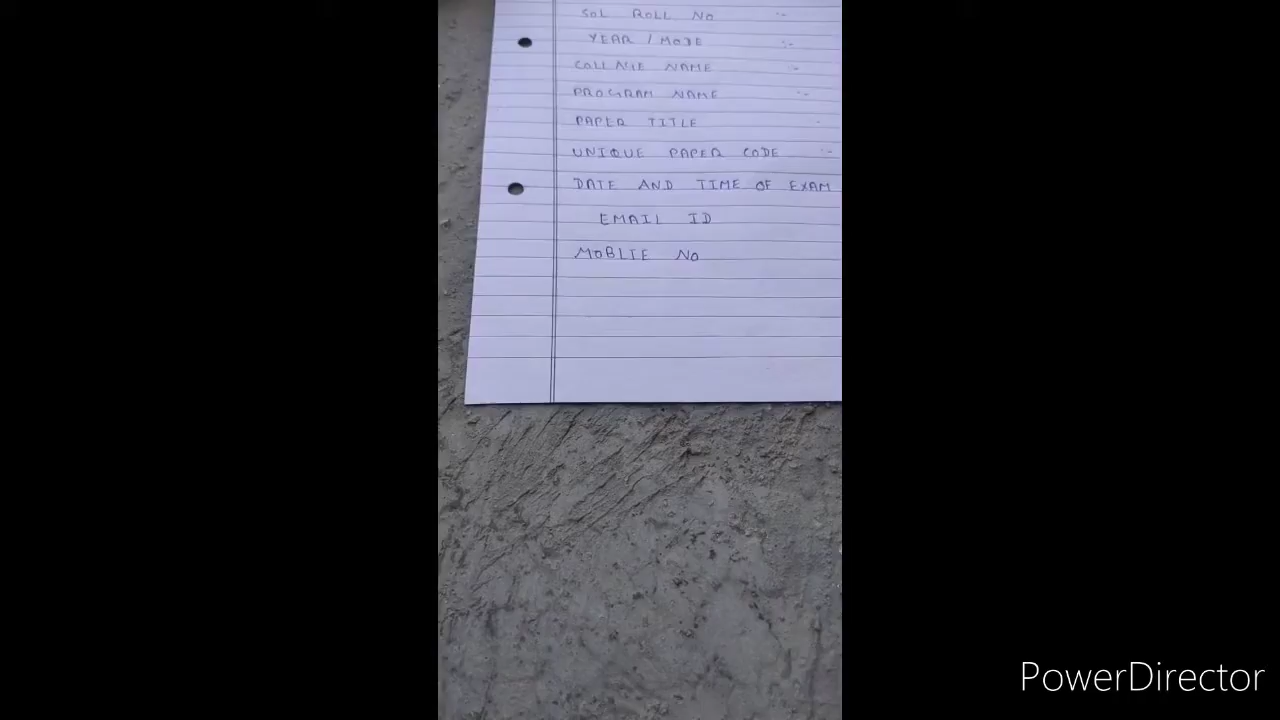 SOL ROLL NO :-
YEAR / MODE :-
COLLNIE NAME :-
PROGRAM NAME :-
PAPER TITLE -
UNIQUE PAPER CODE :-
DATE AND TIME OF EXAM
EMAIL ID
MOBLIE NO
PowerDirector